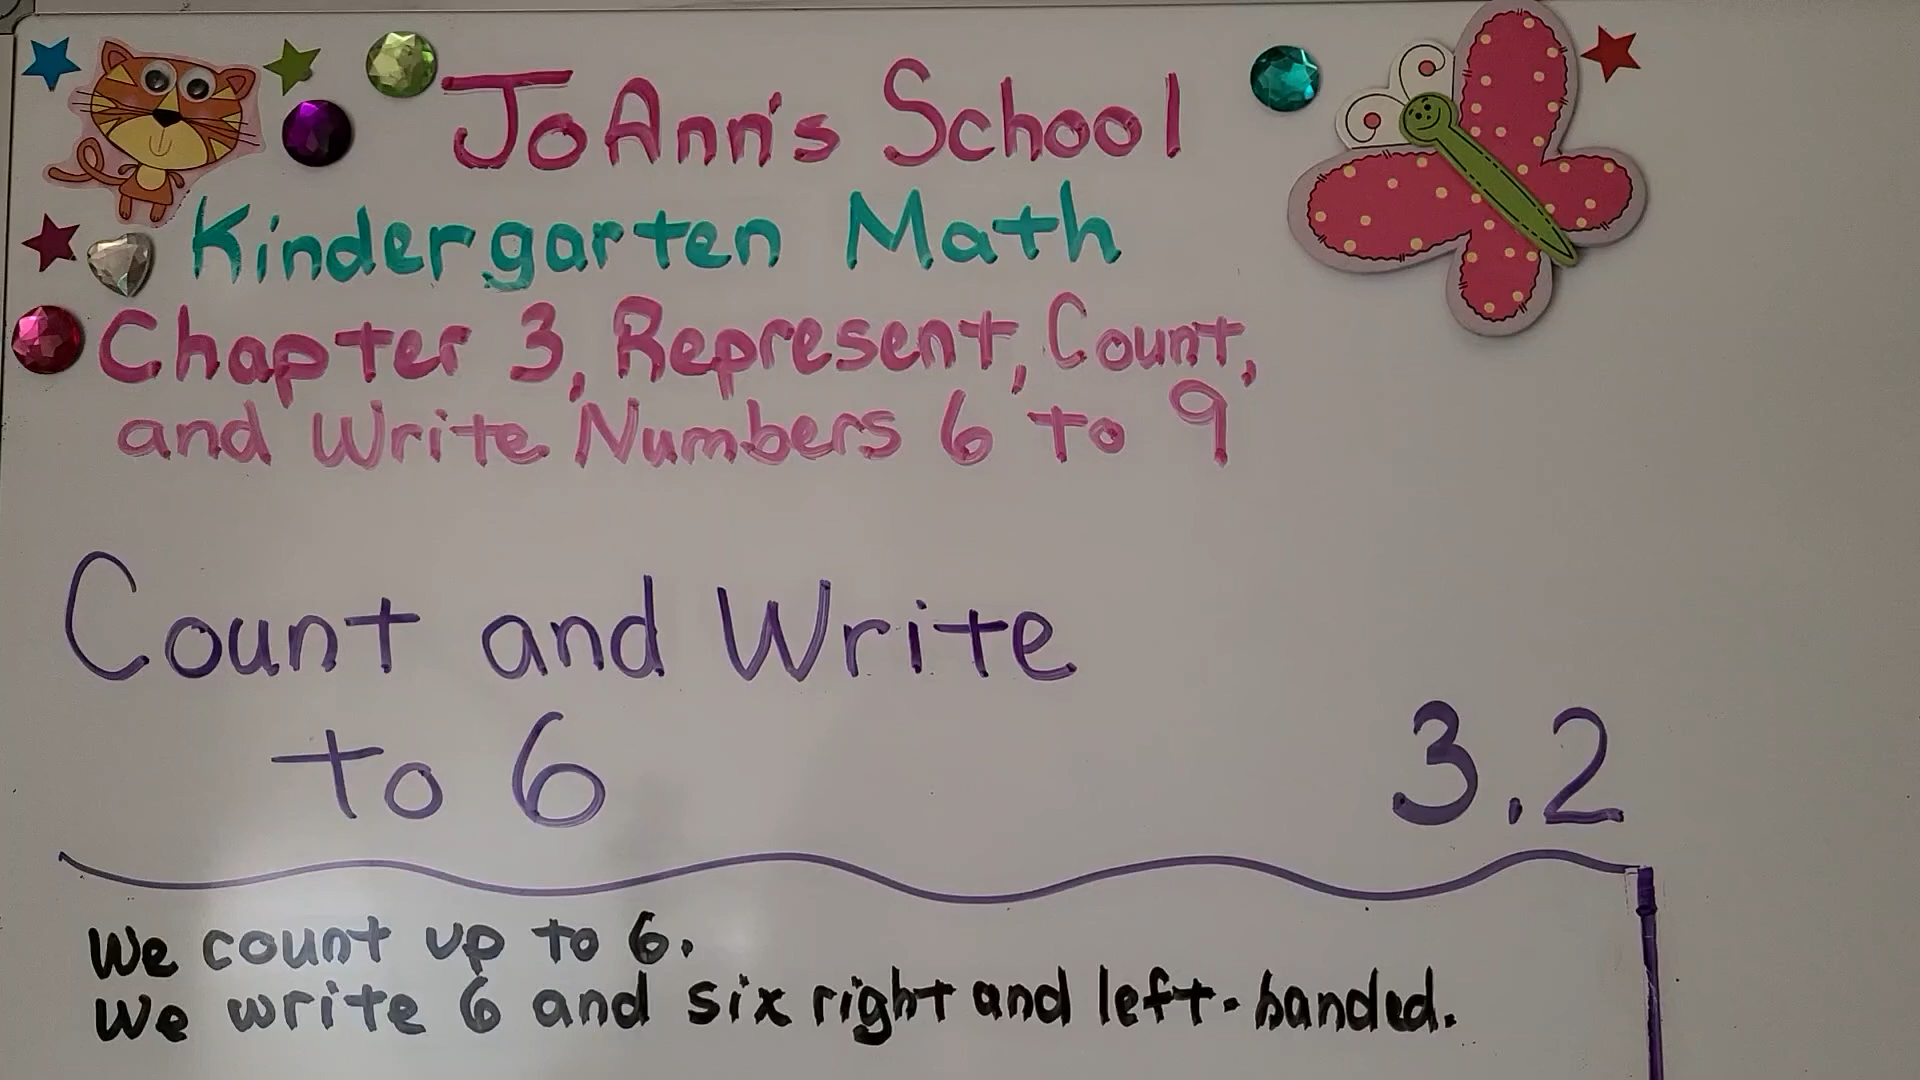 JoAnn's School
Kindergarten Math
Chapter 3, Represent, Count,
and Write Numbers 6 to 9
Count and Write
to 6
3.2
We count up to 6.
We write 6 and six right and left-handed.